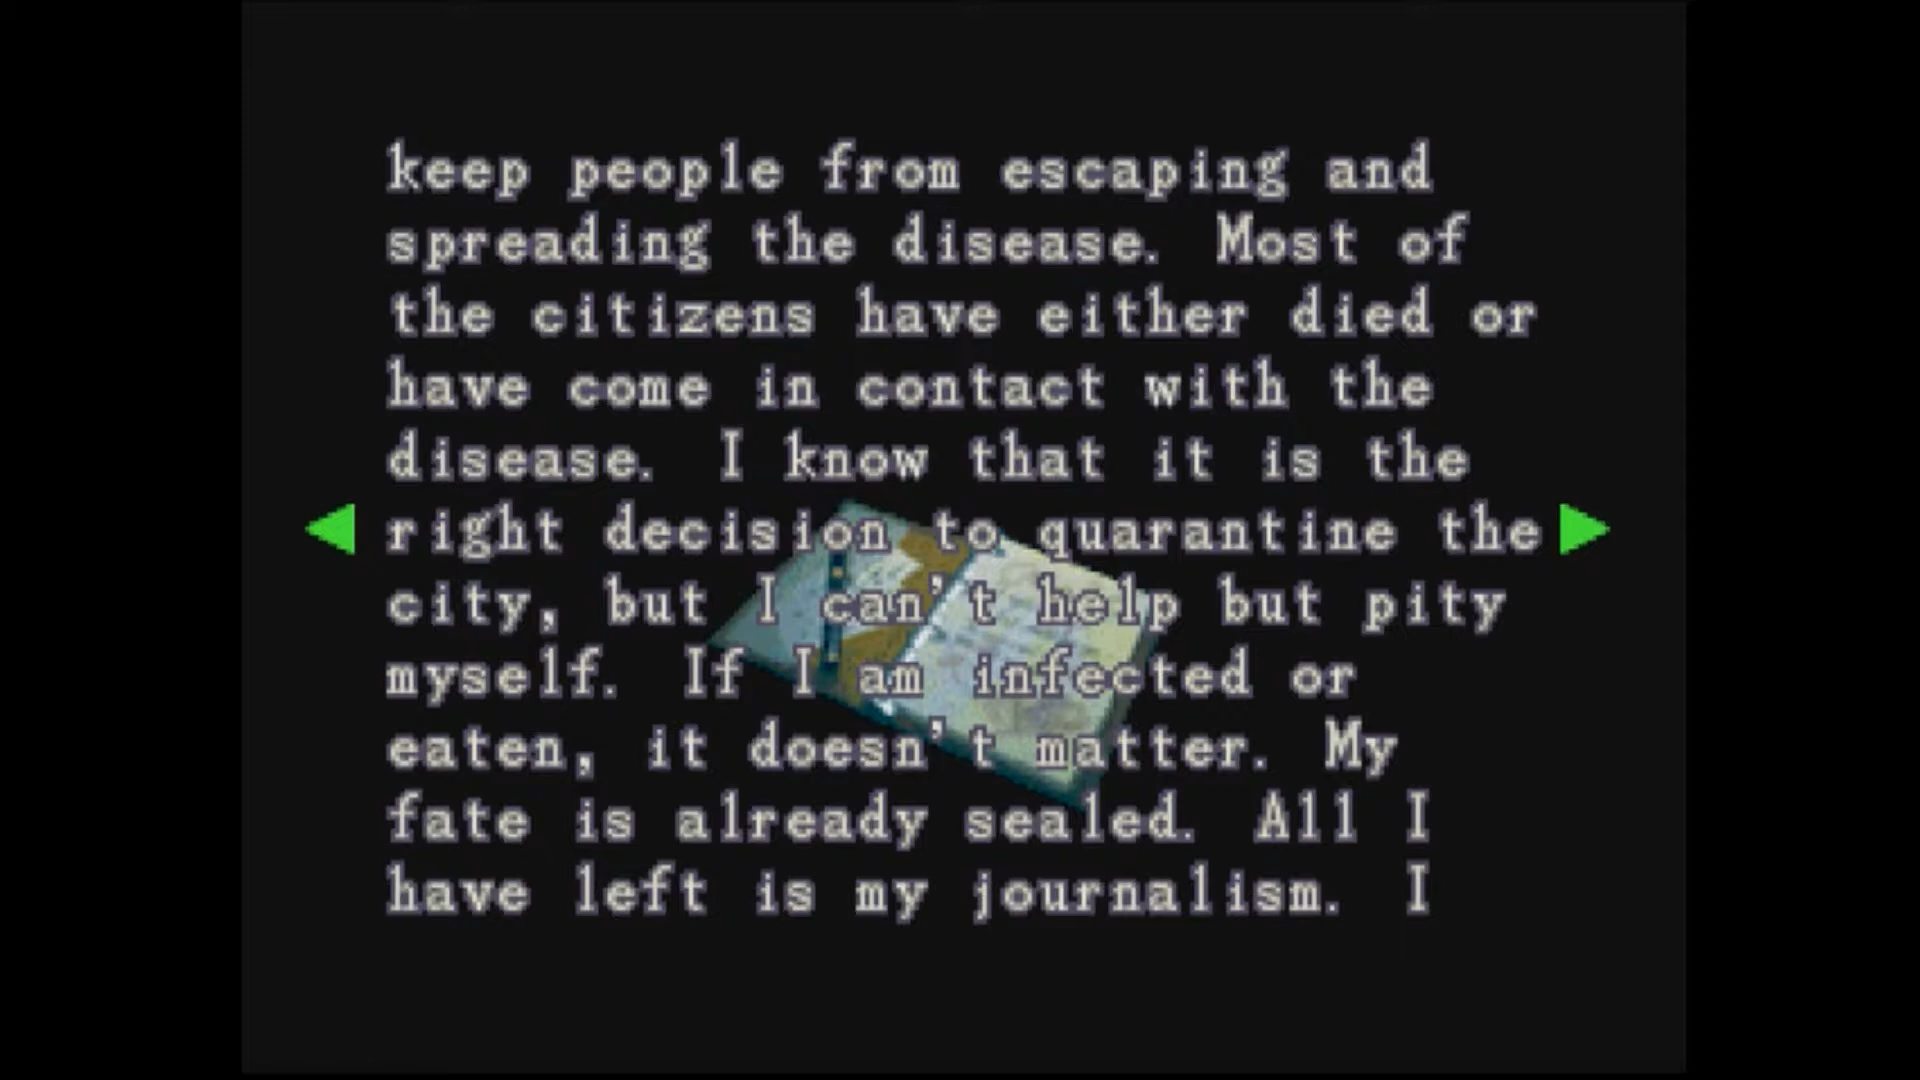 keep people from escaping and
spreading the disease. Most of
the citizens have either died or
have come in contact with the
disease. I know that it is the
right decision to quarantine the
city, but I can't help but pity
myself. If I am infected or
eaten, it doesn't matter. My
fate is already sealed. All I
have left is my journalism. I